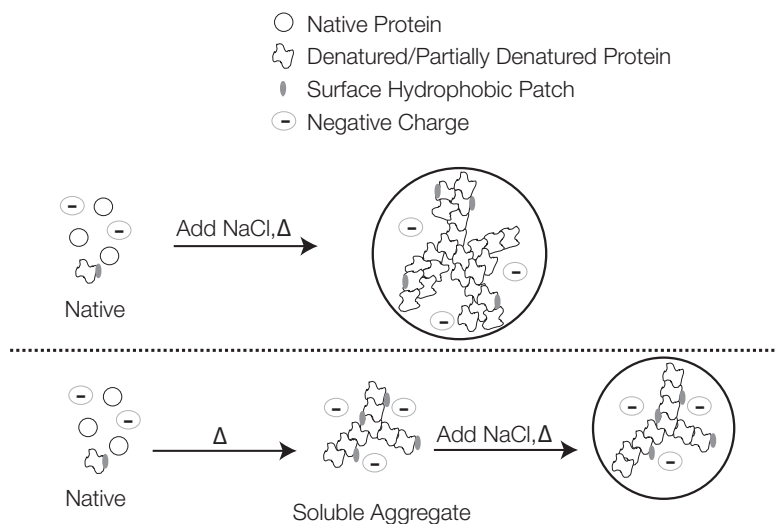 Native Protein
Denatured/Partially Denatured Protein
Surface Hydrophobic Patch
Negative Charge
Add NaCl,Δ
Native
Δ
Add NaCl,Δ
Native
Soluble Aggregate